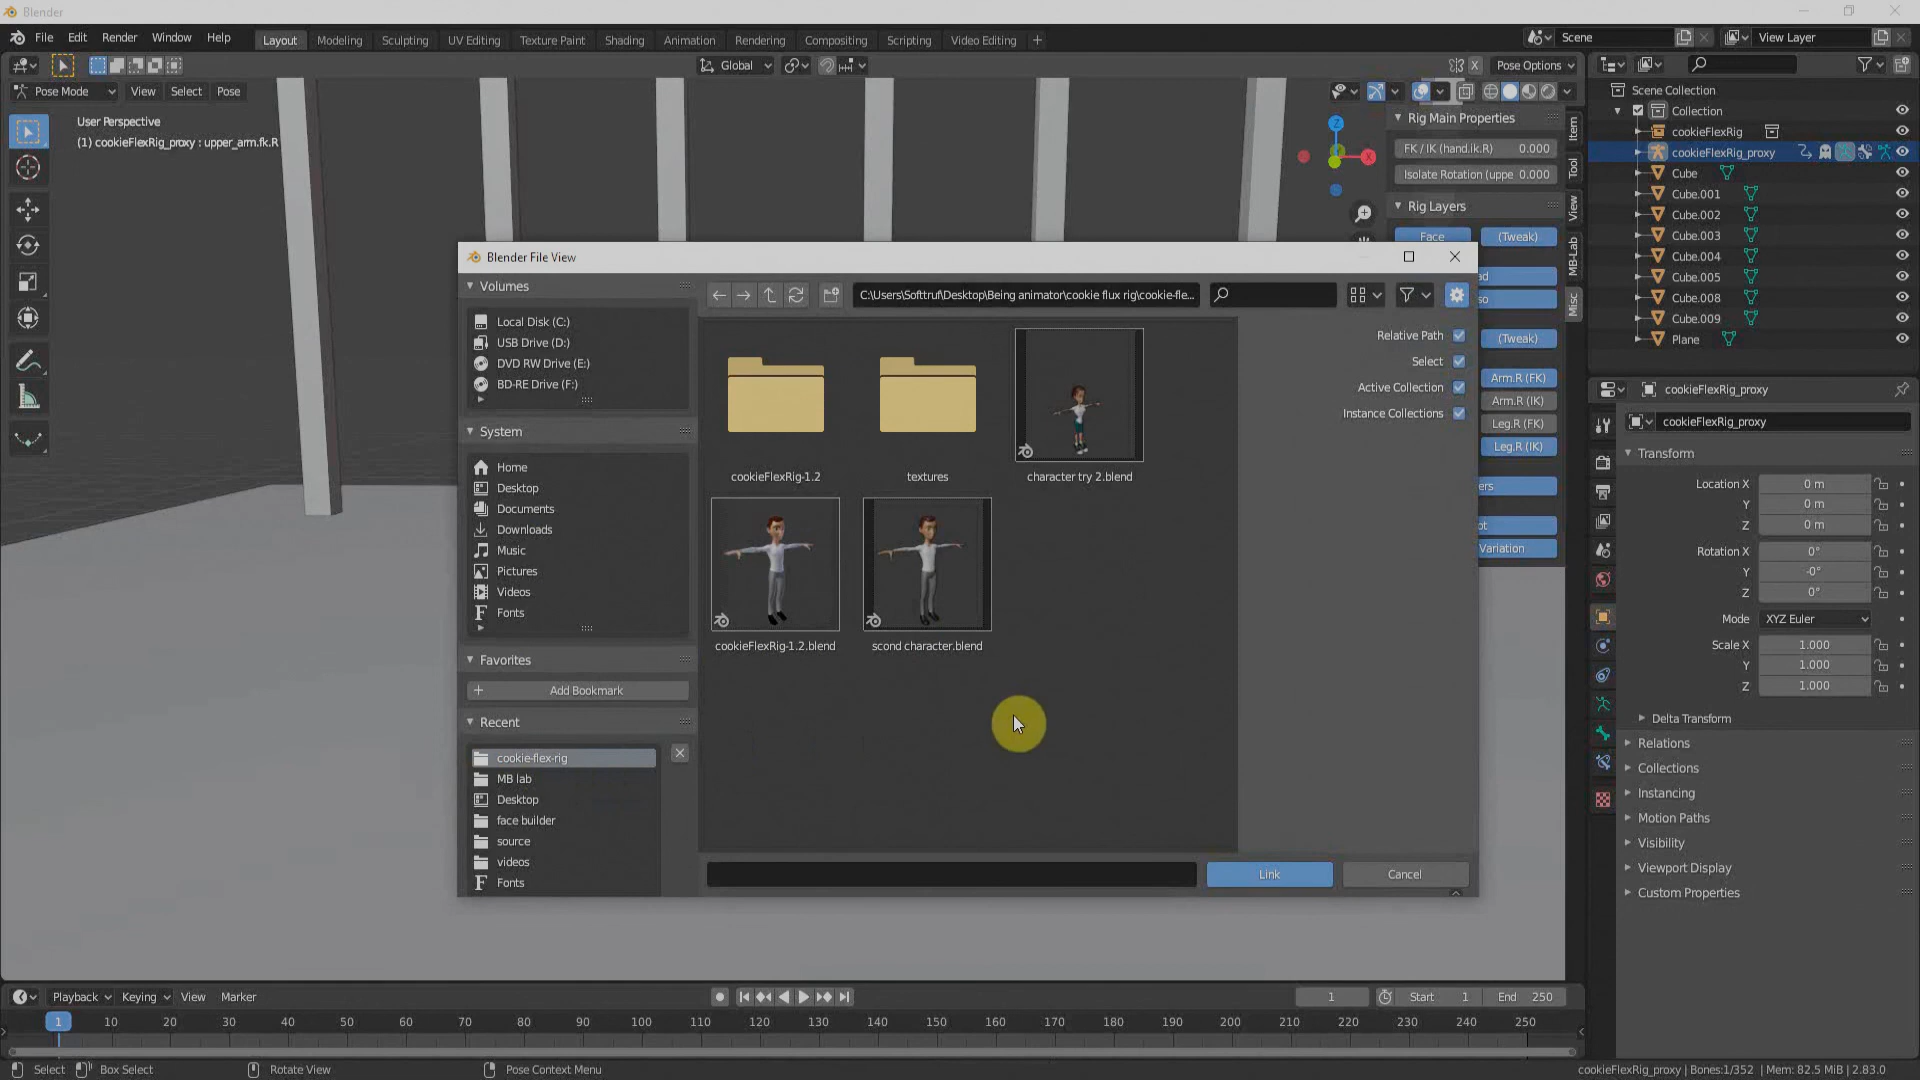 Blender
File Edit Render Window Help
Layout Modeling Sculpting UV Editing Texture Paint Shading Animation Rendering Compositing Scripting Video Editing +
Scene
View Layer
Global
X
Pose Options
Pose Mode View Select Pose
User Perspective
(1) cookieFlexRig_proxy : upper_arm.fk.R
Z
X
Rig Main Properties
FK / IK (hand.ik.R) 0.000
Isolate Rotation (uppe 0.000
Rig Layers
Face (Tweak)
(Tweak)
Arm.R (FK)
Arm.R (IK)
Leg.R (FK)
Leg.R (IK)
Variation
Item
Tool
View
MB-Lab
Misc
Scene Collection
Collection
cookieFlexRig
cookieFlexRig_proxy
Cube
Cube.001
Cube.002
Cube.003
Cube.004
Cube.005
Cube.008
Cube.009
Plane
cookieFlexRig_proxy
cookieFlexRig_proxy
Transform
Location X 0 m
Y 0 m
Z 0 m
Rotation X 0°
Y -0°
Z 0°
Mode XYZ Euler
Scale X 1.000
Y 1.000
Z 1.000
Delta Transform
Relations
Collections
Instancing
Motion Paths
Visibility
Viewport Display
Custom Properties
Blender File View
Volumes
Local Disk (C:)
USB Drive (D:)
DVD RW Drive (E:)
BD-RE Drive (F:)
System
Home
Desktop
Documents
Downloads
Music
Pictures
Videos
Fonts
Favorites
Add Bookmark
Recent
cookie-flex-rig
MB lab
Desktop
face builder
source
videos
Fonts
C:\Users\Softtruf\Desktop\Being animator\cookie flux rig\cookie-fle...
cookieFlexRig-1.2
textures
character try 2.blend
cookieFlexRig-1.2.blend
scond character.blend
Relative Path
Select
Active Collection
Instance Collections
Link
Cancel
Playback Keying View Marker
1
Start 1
End 250
1 10 20 30 40 50 60 70 80 90 100 110 120 130 140 150 160 170 180 190 200 210 220 230 240 250
Select Box Select Rotate View Pose Context Menu
cookieFlexRig_proxy | Bones:1/352 | Mem: 82.5 MiB | 2.83.0